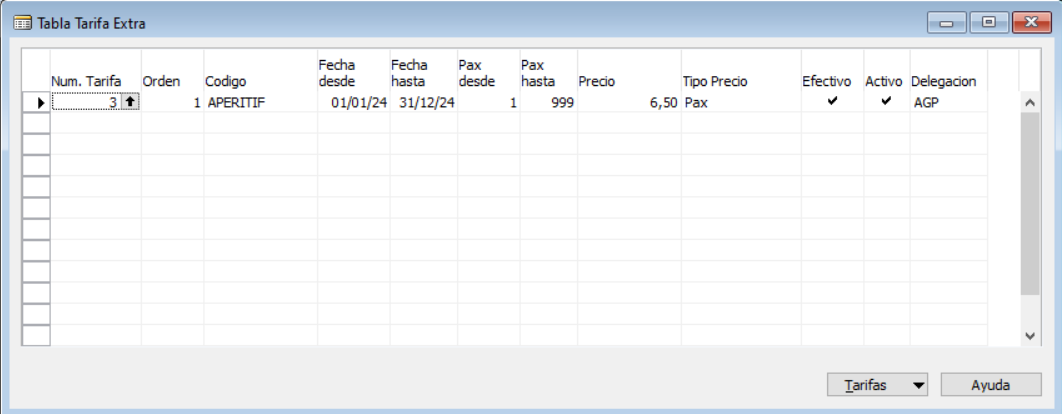 Tabla Tarifa Extra
Num. Tarifa Orden Codigo Fecha desde Fecha hasta Pax desde Pax hasta Precio Tipo Precio Efectivo Activo Delegacion
3 1 APERITIF 01/01/24 31/12/24 1 999 6,50 Pax AGP
Tarifas Ayuda